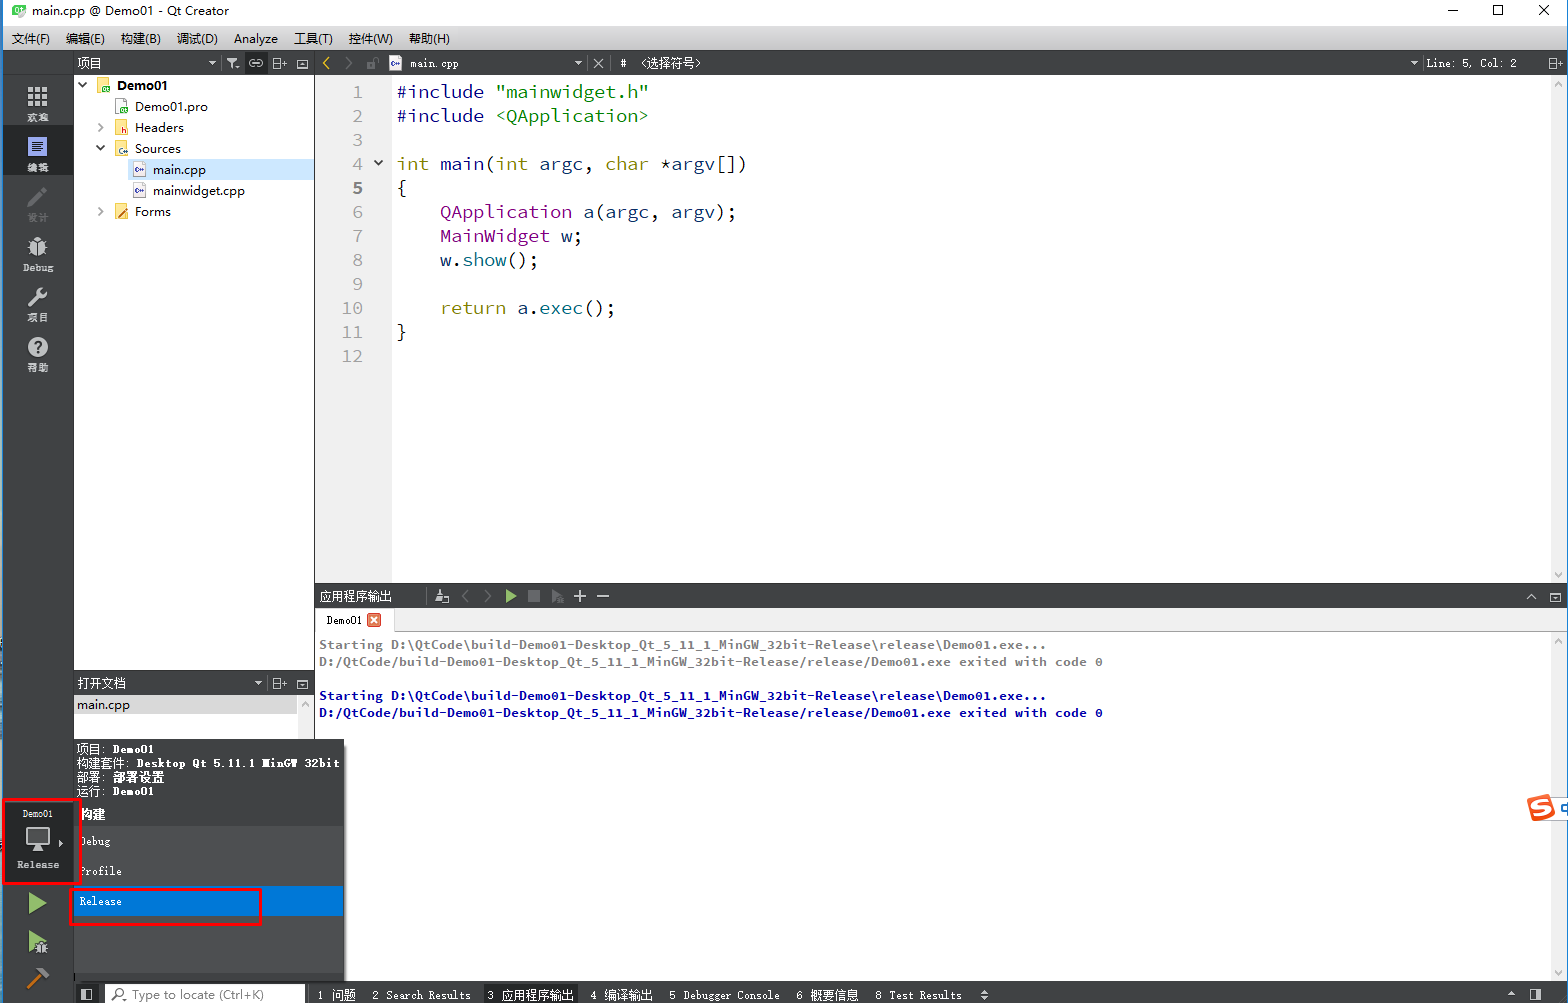 main.cpp @ Demo01 - Qt Creator
文件(F) 编辑(E) 构建(B) 调试(D) Analyze 工具(T) 控件(W) 帮助(H)
项目
main.cpp
# <选择符号>
Line: 5, Col: 2
欢迎
编辑
设计
Debug
项目
帮助
Demo01
Demo01.pro
Headers
Sources
main.cpp
mainwidget.cpp
Forms
1 #include "mainwidget.h"
2 #include <QApplication>
3
4 int main(int argc, char *argv[])
5 {
6 QApplication a(argc, argv);
7 MainWidget w;
8 w.show();
9
10 return a.exec();
11 }
12
应用程序输出
Demo01
Starting D:\QtCode\build-Demo01-Desktop_Qt_5_11_1_MinGW_32bit-Release\release\Demo01.exe...
D:/QtCode/build-Demo01-Desktop_Qt_5_11_1_MinGW_32bit-Release/release/Demo01.exe exited with code 0
Starting D:\QtCode\build-Demo01-Desktop_Qt_5_11_1_MinGW_32bit-Release\release\Demo01.exe...
D:/QtCode/build-Demo01-Desktop_Qt_5_11_1_MinGW_32bit-Release/release/Demo01.exe exited with code 0
打开文档
main.cpp
项目: Demo01
构建套件: Desktop Qt 5.11.1 MinGW 32bit
部署: 部署设置
运行: Demo01
构建
Debug
Profile
Release
Demo01
Release
Type to locate (Ctrl+K)
1 问题 2 Search Results 3 应用程序输出 4 编译输出 5 Debugger Console 6 概要信息 8 Test Results